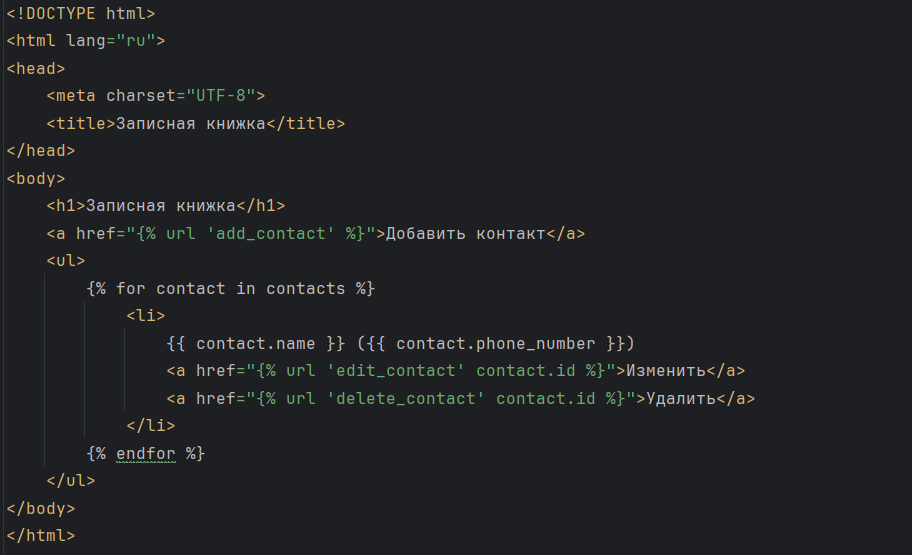 <!DOCTYPE html>
<html lang="ru">
<head>
    <meta charset="UTF-8">
    <title>Записная книжка</title>
</head>
<body>
    <h1>Записная книжка</h1>
    <a href="{% url 'add_contact' %}">Добавить контакт</a>
    <ul>
        {% for contact in contacts %}
            <li>
                {{ contact.name }} ({{ contact.phone_number }})
                <a href="{% url 'edit_contact' contact.id %}">Изменить</a>
                <a href="{% url 'delete_contact' contact.id %}">Удалить</a>
            </li>
        {% endfor %}
    </ul>
</body>
</html>